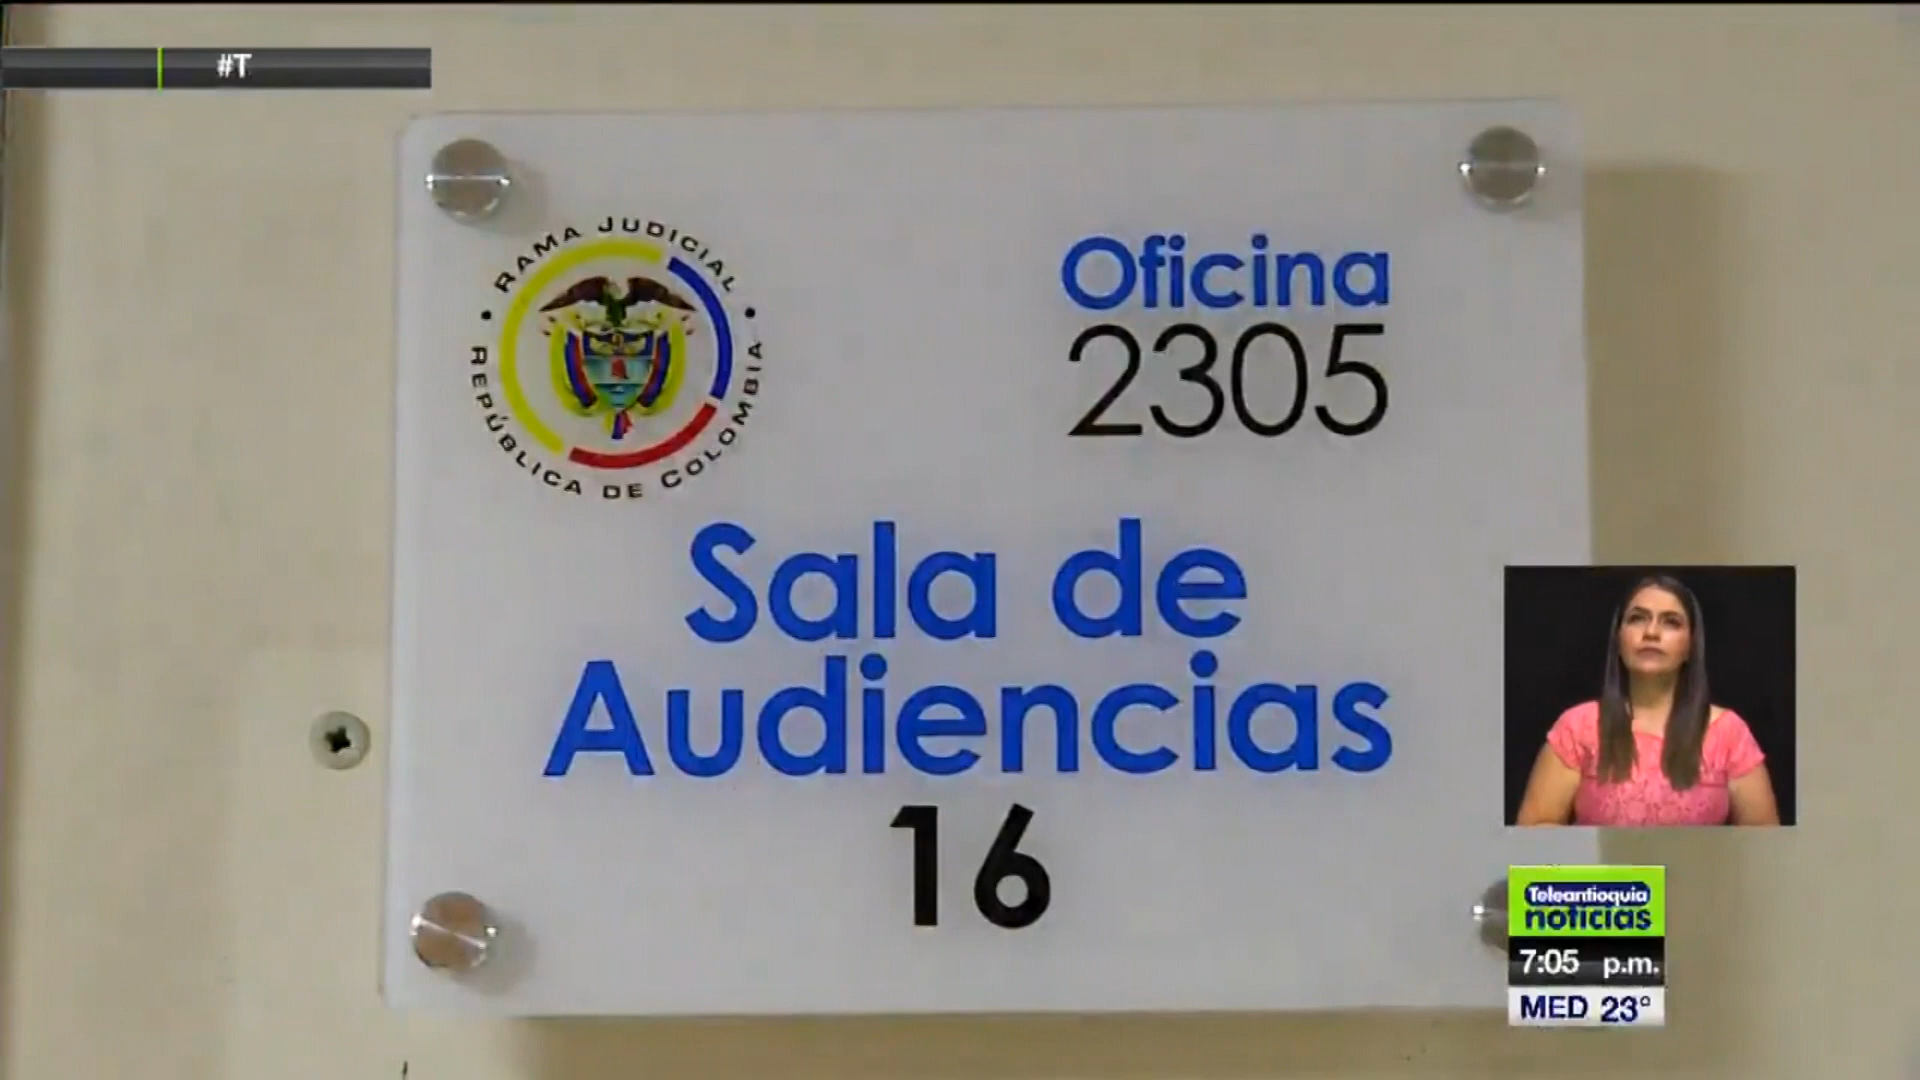 #T
RAMA JUDICIAL
REPÚBLICA DE COLOMBIA
Oficina
2305
Sala de
Audiencias
16
Teleantioquia
noticias
7:05 p.m.
MED 23°